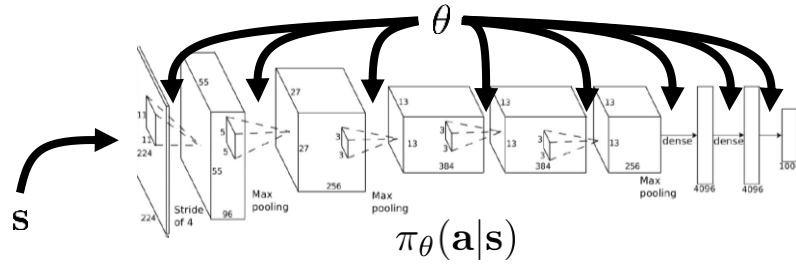 θ
55
27
13
13
13
11
11
224
5
5
3
3
3
3
3
3
55
27
13
13
13
224
Stride
of 4
96
Max
pooling
256
Max
pooling
384
384
256
Max
pooling
dense
dense
4096
4096
100
s
π_θ(a|s)